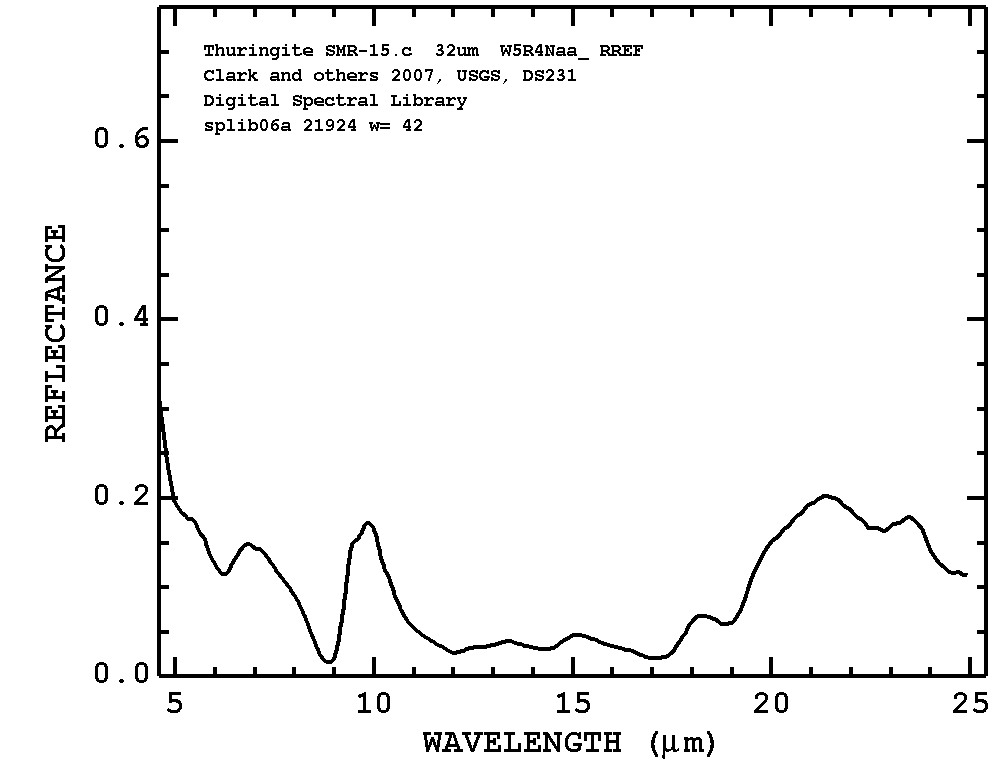 Thuringite SMR-15.c 32um W5R4Naa_ RREF
Clark and others 2007, USGS, DS231
Digital Spectral Library
splib06a 21924 w= 42
0.6
0.4
0.2
0.0
REFLECTANCE
5 10 15 20 25
WAVELENGTH (μm)